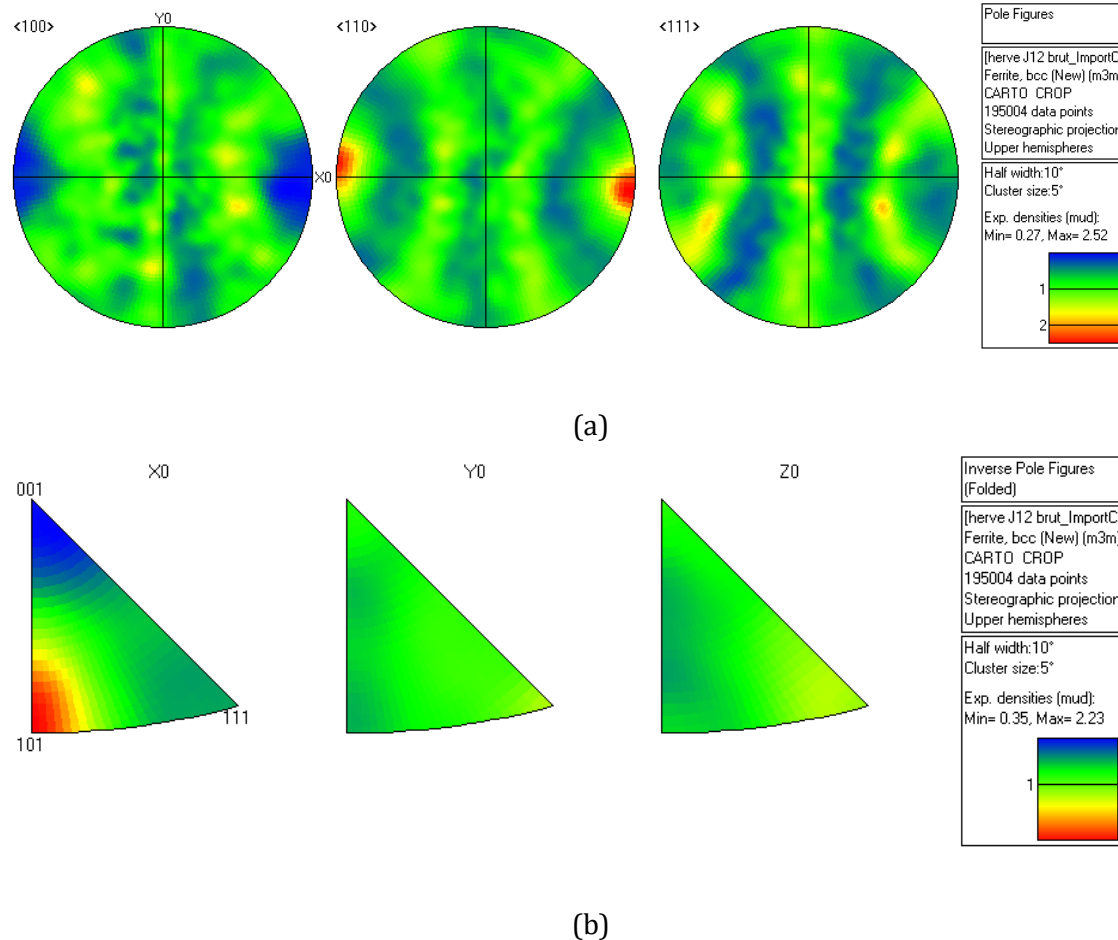 <100>
Y0
X0
<110>
<111>
Pole Figures
[herve J12 brut_ImportC
Ferrite, bcc (New) (m3m
CARTO CROP
195004 data points
Stereographic projection
Upper hemispheres
Half width:10°
Cluster size:5°
Exp. densities (mud):
Min= 0.27, Max= 2.52
1
2
(a)
X0
001
101
111
Y0
Z0
Inverse Pole Figures
(Folded)
[herve J12 brut_ImportC
Ferrite, bcc (New) (m3m)
CARTO CROP
195004 data points
Stereographic projection
Upper hemispheres
Half width:10°
Cluster size:5°
Exp. densities (mud):
Min= 0.35, Max= 2.23
1
(b)